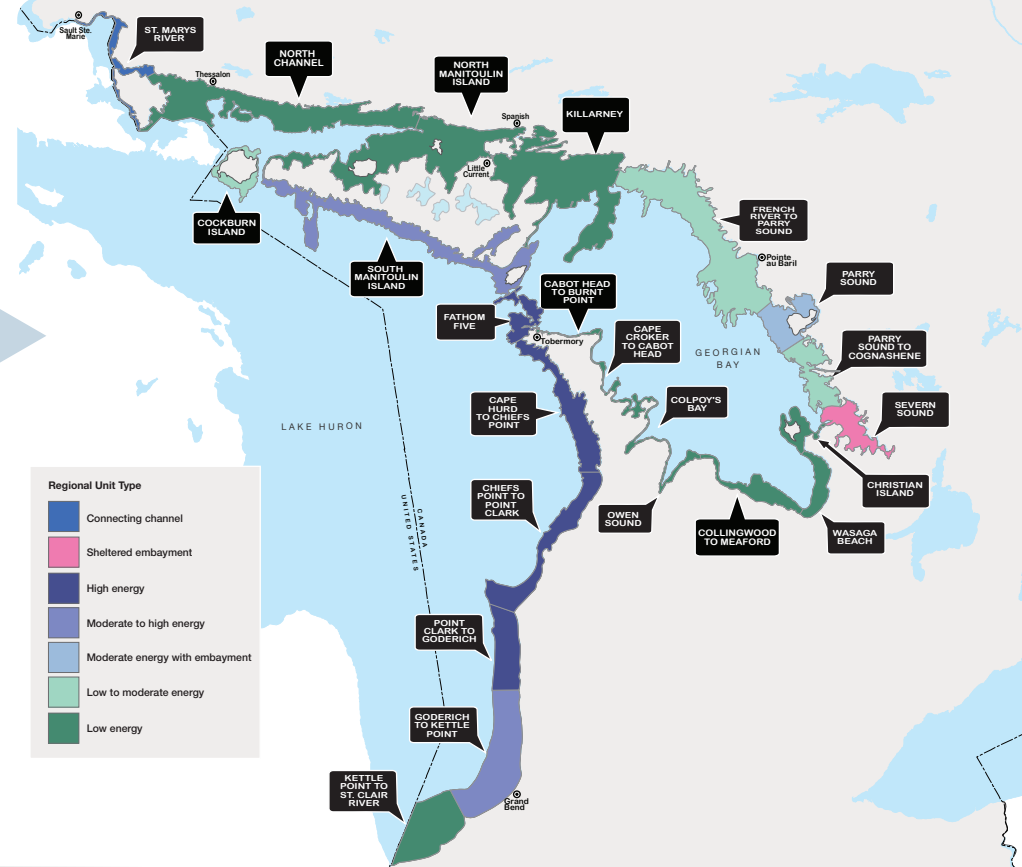 Sault Ste.
Marie
ST. MARYS
RIVER
Thessalon
NORTH
CHANNEL
NORTH
MANITOULIN
ISLAND
Spanish
KILLARNEY
Little
Current
COCKBURN
ISLAND
SOUTH
MANITOULIN
ISLAND
FRENCH
RIVER TO
PARRY
SOUND
Pointe
au Baril
PARRY
SOUND
CABOT HEAD
TO BURNT
POINT
FATHOM
FIVE
Tobermory
CAPE
CROKER
TO CABOT
HEAD
GEORGIAN
BAY
PARRY
SOUND TO
COGNASHENE
CAPE
HURD
TO CHIEFS
POINT
COLPOY'S
BAY
SEVERN
SOUND
LAKE HURON
CHRISTIAN
ISLAND
CHIEFS
POINT TO
POINT
CLARK
OWEN
SOUND
COLLINGWOOD
TO MEAFORD
WASAGA
BEACH
CANADA
UNITED STATES
Regional Unit Type
Connecting channel
Sheltered embayment
High energy
Moderate to high energy
Moderate energy with embayment
Low to moderate energy
Low energy
POINT
CLARK TO
GODERICH
GODERICH
TO KETTLE
POINT
KETTLE
POINT TO
ST. CLAIR
RIVER
Grand
Bend